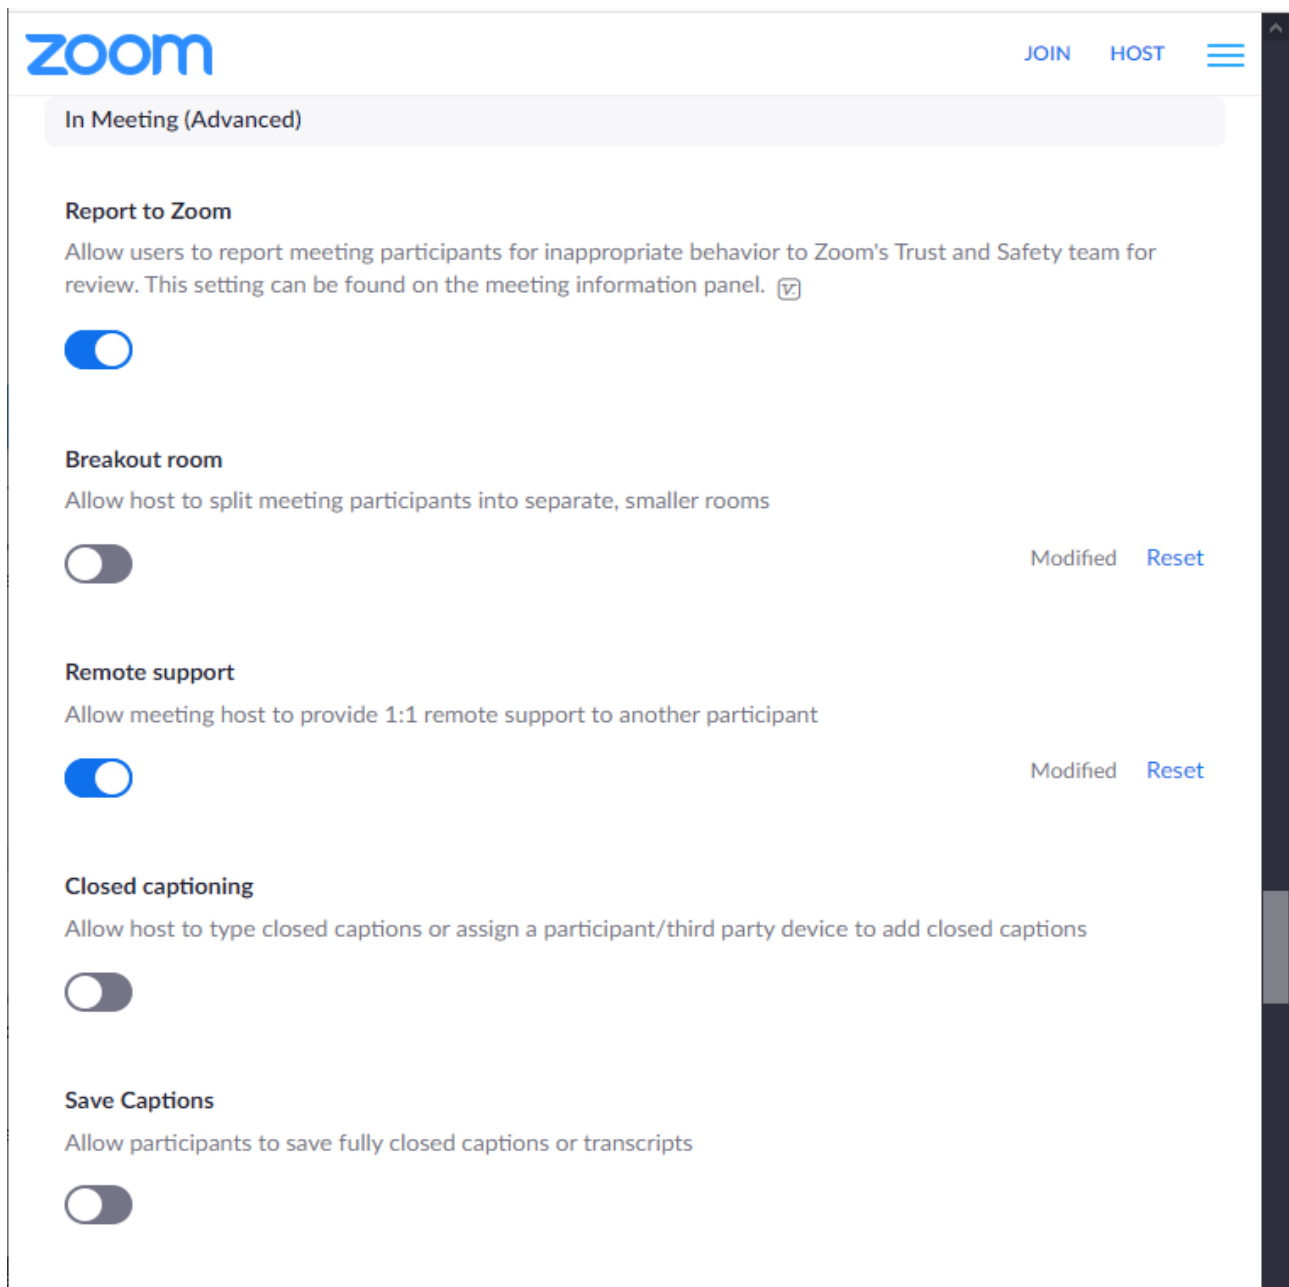 zoom
JOIN HOST
In Meeting (Advanced)
Report to Zoom
Allow users to report meeting participants for inappropriate behavior to Zoom's Trust and Safety team for
review. This setting can be found on the meeting information panel.
Breakout room
Allow host to split meeting participants into separate, smaller rooms
Modified Reset
Remote support
Allow meeting host to provide 1:1 remote support to another participant
Modified Reset
Closed captioning
Allow host to type closed captions or assign a participant/third party device to add closed captions
Save Captions
Allow participants to save fully closed captions or transcripts